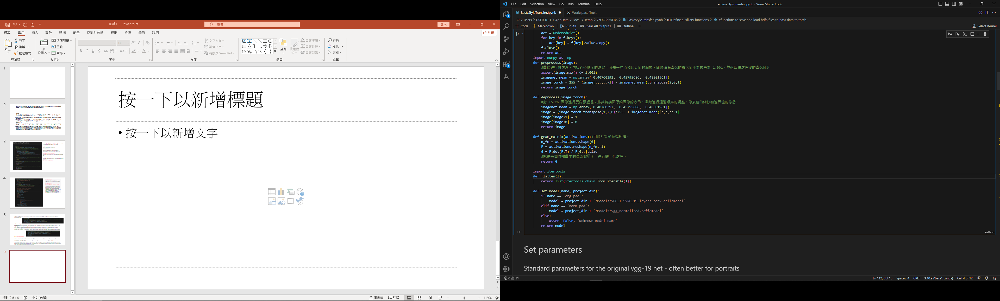 簡報1 - PowerPoint
搜尋
登入
檔案 常用 插入 設計 轉場 動畫 投影片放映 校閱 檢視 錄製 說明
共用
貼上
剪下
複製
複製格式
剪貼簿
新
投影片
版面配置
重設
章節
投影片
14
B I U S ab AV Aa
字型
段落
文字方向
對齊文字
轉換成 SmartArt
排列
快速樣式
圖案填滿
圖案外框
圖案效果
繪圖
尋找
取代
選取
編輯
1
2
3
4
5
6
按一下以新增標題
• 按一下以新增文字
投影片 6 / 6
中文 (台灣)
備忘稿
註解
119%
File Edit Selection View Go Run Terminal Help
● BasicStyleTransfer.ipynb - Visual Studio Code
BasicStyleTransfer.ipynb ●
Workspace Trust
C: > Users > USER-0~1 > AppData > Local > Temp > 7zOC3655EB5 > BasicStyleTransfer.ipynb > M↓Define auxiliary functions > #functions to save and load hdf5 files to pass data to torch
+ Code + Markdown | Run All Clear All Outputs | Outline ···
Select Kernel
act = OrderedDict()
for key in f.keys():
act[key] = f[key].value.copy()
f.close()
return act
import numpy as  np
def preprocess(image):
#圖像進行預處理，包括通道順序的調整、減去平均值和像素值的縮放。函數確保圖像的最大值小於或等於 1.001，並返回預處理後的圖像陣列
assert(image.max() <= 1.001)
imagenet_mean = np.array([0.40760392,  0.45795686,  0.48501961])
image_torch = 255 * (image[:,:,::-1] - imagenet_mean).transpose(2,0,1)
return image_torch
def deprocess(image_torch):
#對 Torch 圖像進行反向預處理，將其轉換回原始圖像的表示。函數進行通道順序的調整、像素值的縮放和邊界值的修剪
imagenet_mean = np.array([0.40760392,  0.45795686,  0.48501961])
image = (image_torch.transpose(1,2,0)/255. + imagenet_mean)[:,:,::-1]
image[image>1] = 1
image[image<0] = 0
return image
def gram_matrix(activations):#用於計算格拉姆矩陣。
n_fm = activations.shape[0]
F = activations.reshape(n_fm,-1)
G = F.dot(F.T) / F[0,:].size
#就是每個特徵圖中的像素數量），進行歸一化處理。
return G
import itertools
def flatten(l):
return list(itertools.chain.from_iterable(l))
def set_model(name, project_dir):
if name == 'org_pad':
model = project_dir + '/Models/VGG_ILSVRC_19_layers_conv.caffemodel'
elif name == 'norm_pad':
model = project_dir + '/Models/vgg_normalised.caffemodel'
else:
assert False, 'unknown model name'
return model
[2]
Python
Set parameters
Standard parameters for the original vgg-19 net - often better for portraits
0 21
Ln 112, Col 16 Spaces: 4 CRLF 3.10.9 ('base': conda) Cell 4 of 12